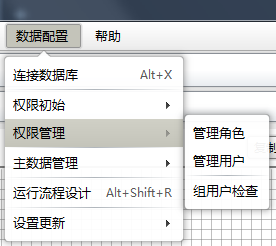 数据配置 帮助
连接数据库 Alt+X
权限初始
权限管理
管理角色
管理用户
组用户检查
主数据管理
运行流程设计 Alt+Shift+R
设置更新